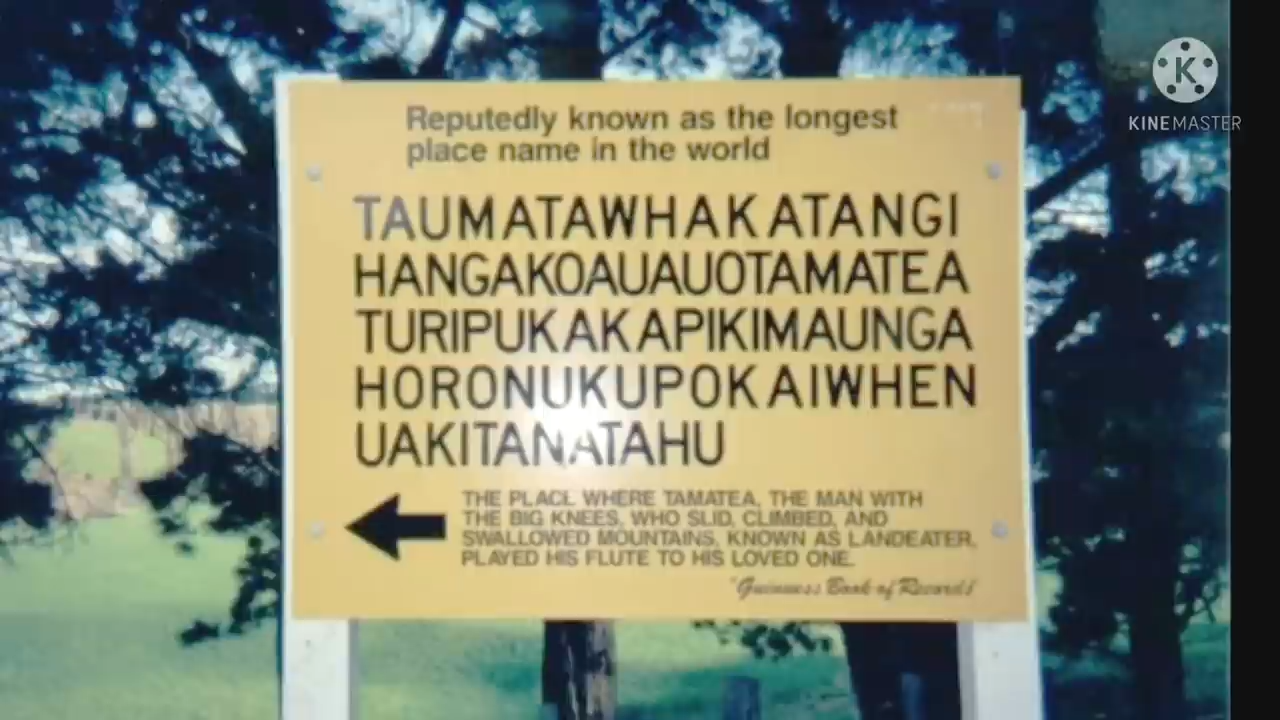 Reputedly known as the longest
place name in the world
TAUMATAWHAKATANGI
HANGAKOAUAUOTAMATEA
TURIPUKAKAPIKIMAUNGA
HORONUKUPOKAIWHEN
UAKITANATAHU
THE PLACE WHERE TAMATEA, THE MAN WITH
THE BIG KNEES, WHO SLID, CLIMBED, AND
SWALLOWED MOUNTAINS, KNOWN AS LANDEATER,
PLAYED HIS FLUTE TO HIS LOVED ONE.
"Guinness Book of Records"
K
KINEMASTER